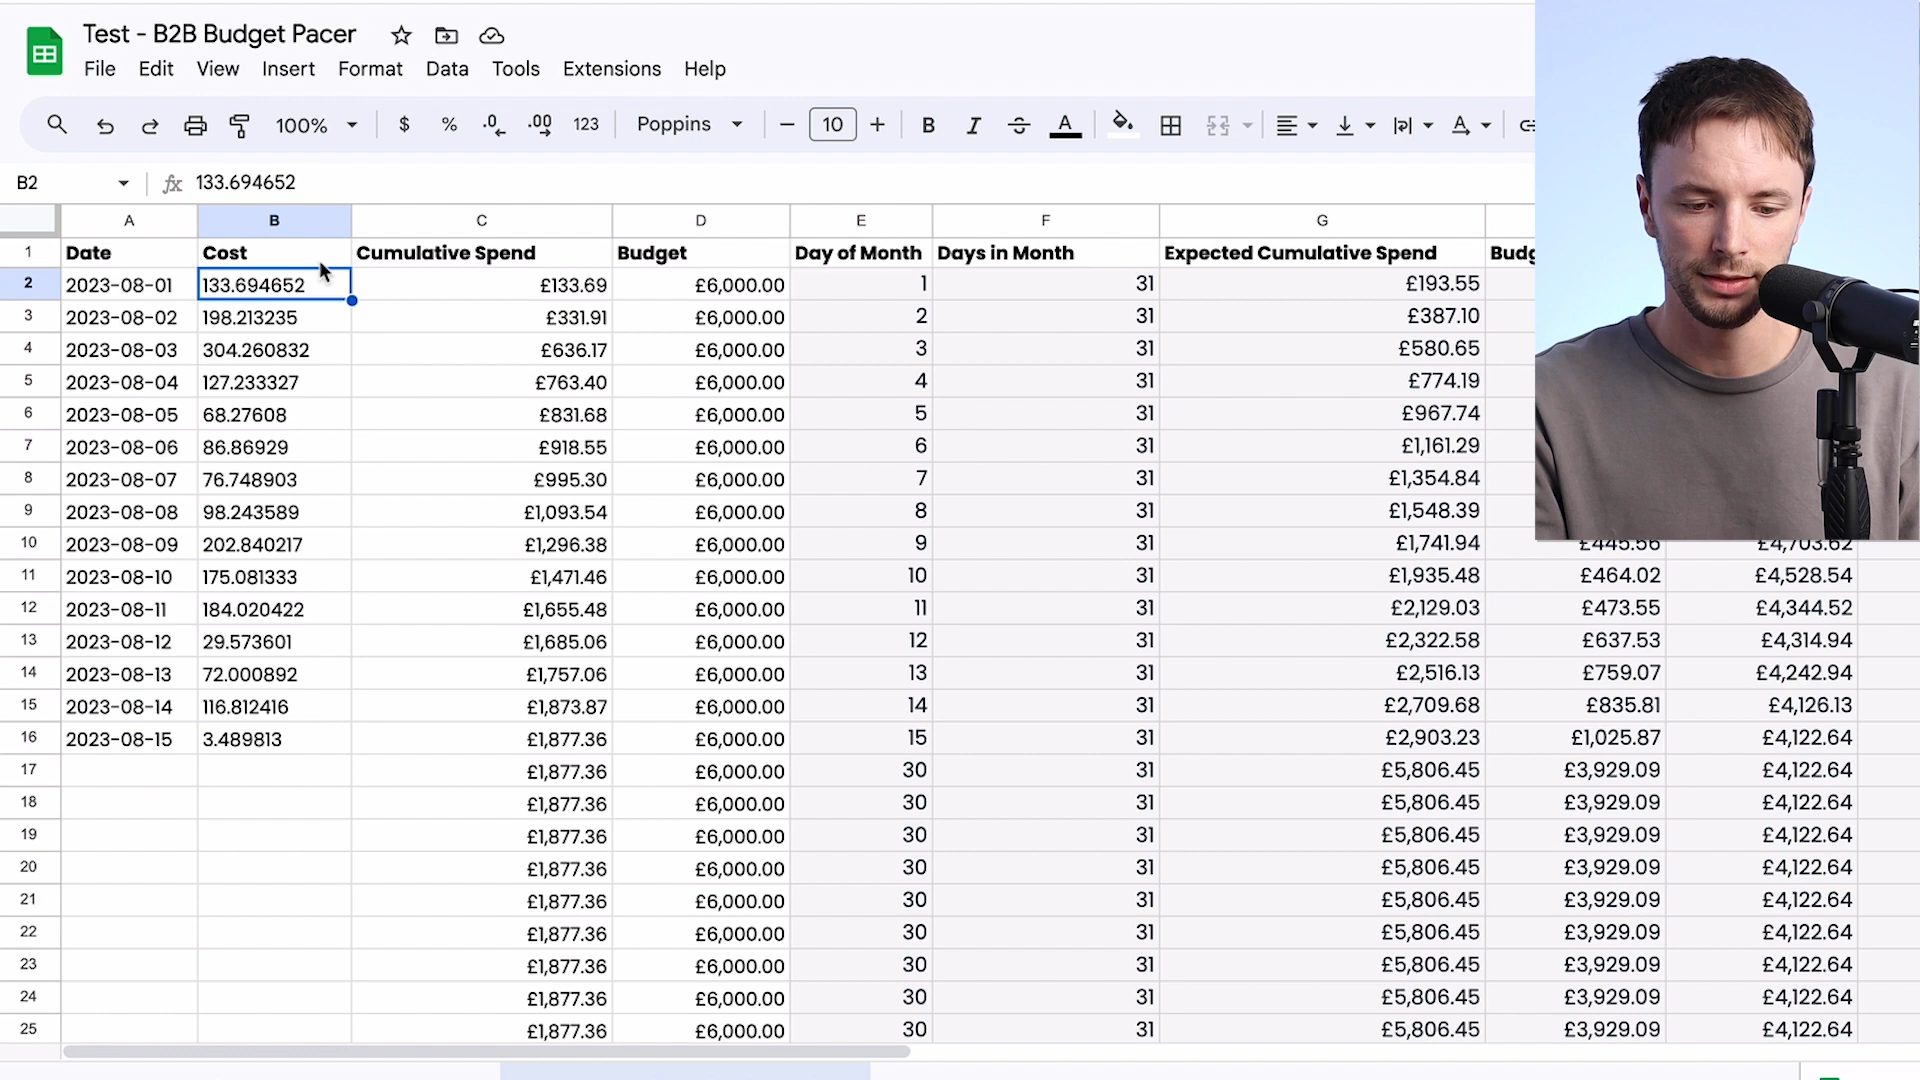 Test - B2B Budget Pacer
File Edit View Insert Format Data Tools Extensions Help
100% $ % .0 .00 123 Poppins 10 B I A A
B2 fx 133.694652
A B C D E F G
1 Date Cost Cumulative Spend Budget Day of Month Days in Month Expected Cumulative Spend Budg
2 2023-08-01 133.694652 £133.69 £6,000.00 1 31 £193.55
3 2023-08-02 198.213235 £331.91 £6,000.00 2 31 £387.10
4 2023-08-03 304.260832 £636.17 £6,000.00 3 31 £580.65
5 2023-08-04 127.233327 £763.40 £6,000.00 4 31 £774.19
6 2023-08-05 68.27608 £831.68 £6,000.00 5 31 £967.74
7 2023-08-06 86.86929 £918.55 £6,000.00 6 31 £1,161.29
8 2023-08-07 76.748903 £995.30 £6,000.00 7 31 £1,354.84
9 2023-08-08 98.243589 £1,093.54 £6,000.00 8 31 £1,548.39
10 2023-08-09 202.840217 £1,296.38 £6,000.00 9 31 £1,741.94 £445.56 £4,703.62
11 2023-08-10 175.081333 £1,471.46 £6,000.00 10 31 £1,935.48 £464.02 £4,528.54
12 2023-08-11 184.020422 £1,655.48 £6,000.00 11 31 £2,129.03 £473.55 £4,344.52
13 2023-08-12 29.573601 £1,685.06 £6,000.00 12 31 £2,322.58 £637.53 £4,314.94
14 2023-08-13 72.000892 £1,757.06 £6,000.00 13 31 £2,516.13 £759.07 £4,242.94
15 2023-08-14 116.812416 £1,873.87 £6,000.00 14 31 £2,709.68 £835.81 £4,126.13
16 2023-08-15 3.489813 £1,877.36 £6,000.00 15 31 £2,903.23 £1,025.87 £4,122.64
17 £1,877.36 £6,000.00 30 31 £5,806.45 £3,929.09 £4,122.64
18 £1,877.36 £6,000.00 30 31 £5,806.45 £3,929.09 £4,122.64
19 £1,877.36 £6,000.00 30 31 £5,806.45 £3,929.09 £4,122.64
20 £1,877.36 £6,000.00 30 31 £5,806.45 £3,929.09 £4,122.64
21 £1,877.36 £6,000.00 30 31 £5,806.45 £3,929.09 £4,122.64
22 £1,877.36 £6,000.00 30 31 £5,806.45 £3,929.09 £4,122.64
23 £1,877.36 £6,000.00 30 31 £5,806.45 £3,929.09 £4,122.64
24 £1,877.36 £6,000.00 30 31 £5,806.45 £3,929.09 £4,122.64
25 £1,877.36 £6,000.00 30 31 £5,806.45 £3,929.09 £4,122.64